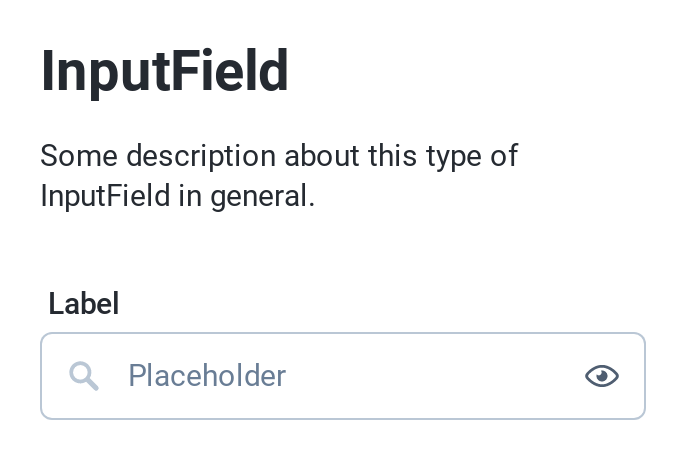 InputField
Some description about this type of
InputField in general.
Label
Placeholder